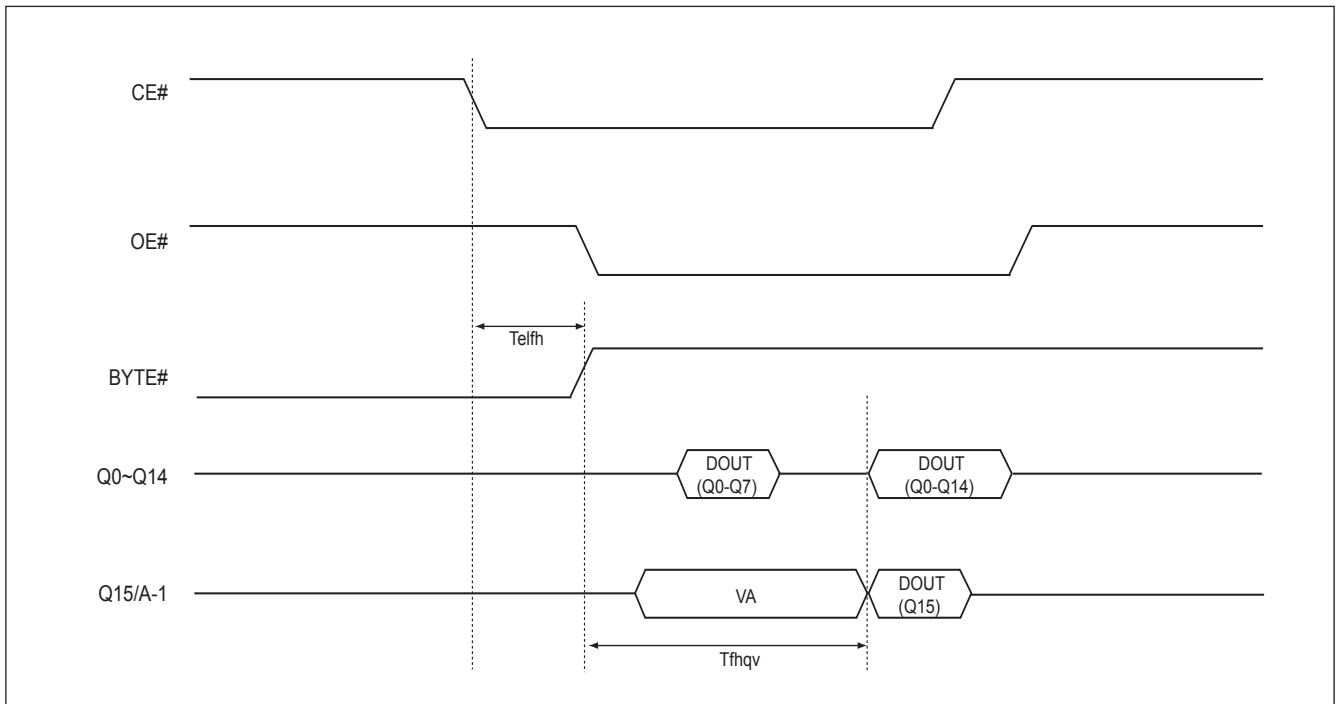 CE#
OE#
Telfh
BYTE#
Q0~Q14
DOUT
(Q0-Q7)
DOUT
(Q0-Q14)
Q15/A-1
VA
DOUT
(Q15)
Tfhqv